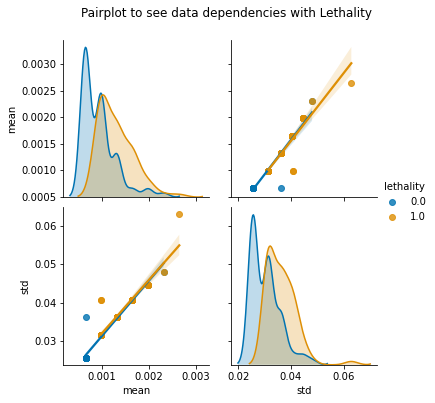 Pairplot to see data dependencies with Lethality
0.0030
0.0025
0.0020
0.0015
0.0010
0.0005
mean
lethality
0.0
1.0
0.06
0.05
0.04
0.03
std
0.001 0.002 0.003
mean
0.02 0.04 0.06
std